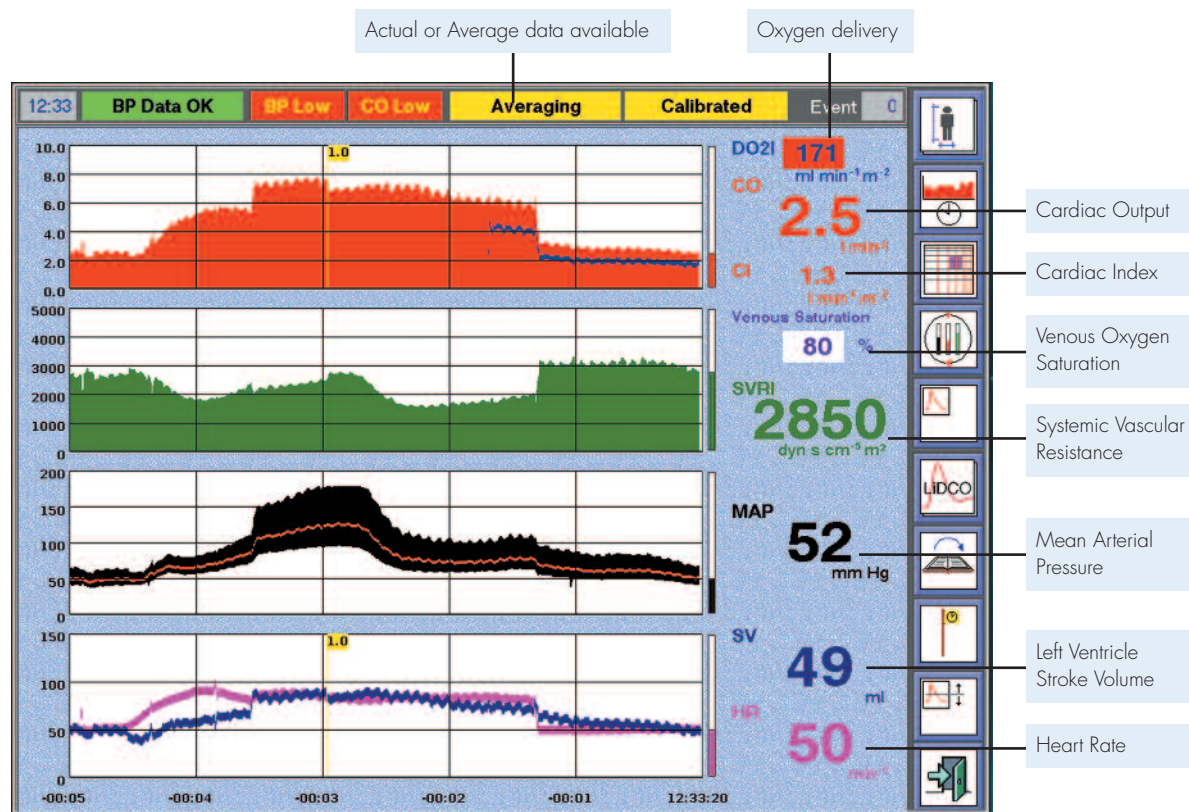 Actual or Average data available
Oxygen delivery
12:33 BP Data OK BP Low CO Low Averaging Calibrated Event 0
10.0
8.0
6.0
4.0
2.0
0.0
1.0
DO2I 171
ml min⁻¹ m⁻²
CO
2.5
l min⁻¹
CI 1.3
l min⁻¹ m⁻²
Cardiac Output
Cardiac Index
5000
4000
3000
2000
1000
0
Venous Saturation
80 %
SVRI
2850
dyn s cm⁻⁵ m²
Venous Oxygen
Saturation
Systemic Vascular
Resistance
200
150
100
50
0
MAP
52
mm Hg
LiDCO
Mean Arterial
Pressure
150
100
50
0
1.0
SV
49
ml
HR
50
min⁻¹
Left Ventricle
Stroke Volume
Heart Rate
-00:05 -00:04 -00:03 -00:02 -00:01 12:33:20